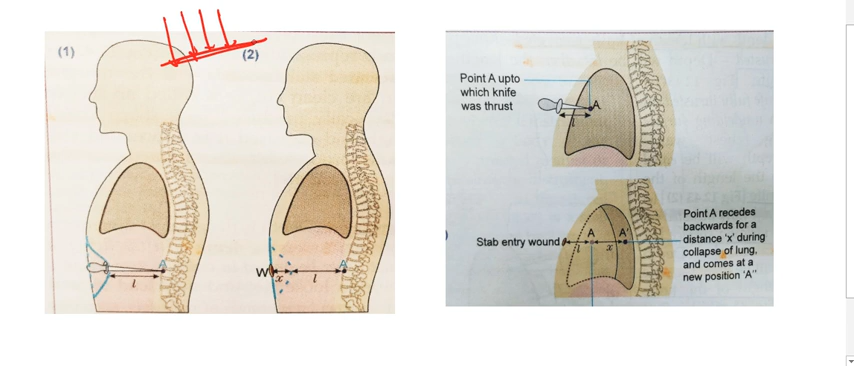 (1)
(2)
A
l
W
x
l
A
Point A upto
which knife
was thrust
A
l
Stab entry wound
A
A'
l
x
Point A recedes
backwards for a
distance 'x' during
collapse of lung,
and comes at a
new position 'A''